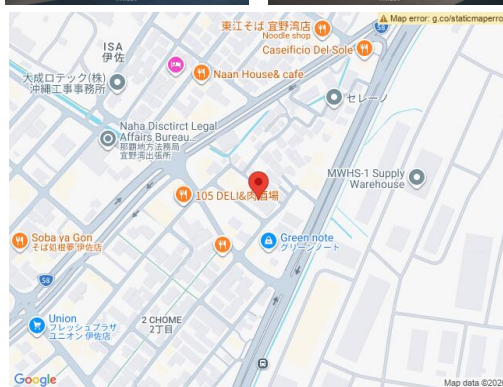 Map error: g.co/staticmaperro
東江そば 宜野湾店
Noodle shop
58
Caseificio Del Sole
ISA
伊佐
Naan House& cafe
大成ロテック(株)
沖縄工事事務所
セレーノ
Naha Disctirct Legal
Affairs Bureau...
那覇地方法務局
宜野湾出張所
MWHS-1 Supply
Warehouse
105 DELI&肉酒場
Soba ya Gon
そば処根夢 伊佐店
Green note
グリーンノート
58
Union
フレッシュプラザ
ユニオン 伊佐店
2 CHOME
2丁目
Google
Map data ©202